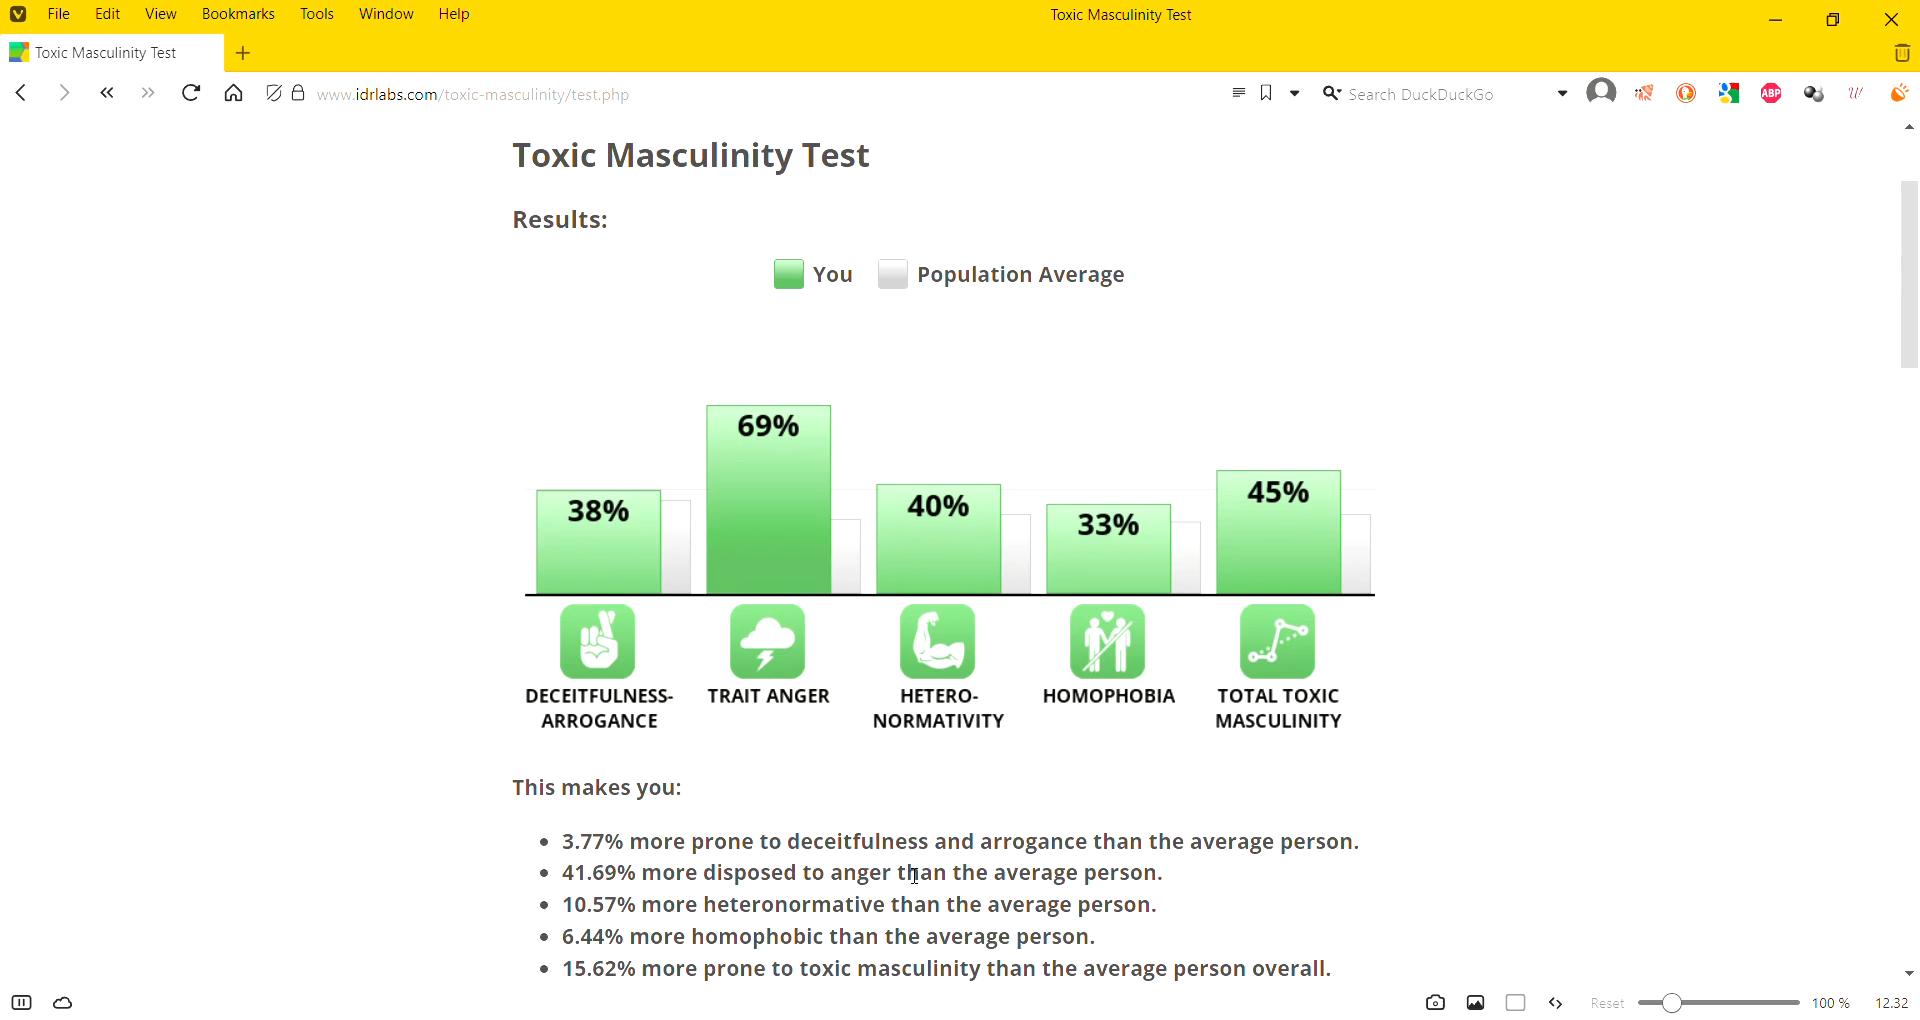 File Edit View Bookmarks Tools Window Help
Toxic Masculinity Test
Toxic Masculinity Test
www.idrlabs.com/toxic-masculinity/test.php
Search DuckDuckGo
ABP
Toxic Masculinity Test
Results:
You
Population Average
38%
69%
40%
33%
45%
DECEITFULNESS-
ARROGANCE
TRAIT ANGER
HETERO-
NORMATIVITY
HOMOPHOBIA
TOTAL TOXIC
MASCULINITY
This makes you:
• 3.77% more prone to deceitfulness and arrogance than the average person.
• 41.69% more disposed to anger than the average person.
• 10.57% more heteronormative than the average person.
• 6.44% more homophobic than the average person.
• 15.62% more prone to toxic masculinity than the average person overall.
Reset
100 %
12.32